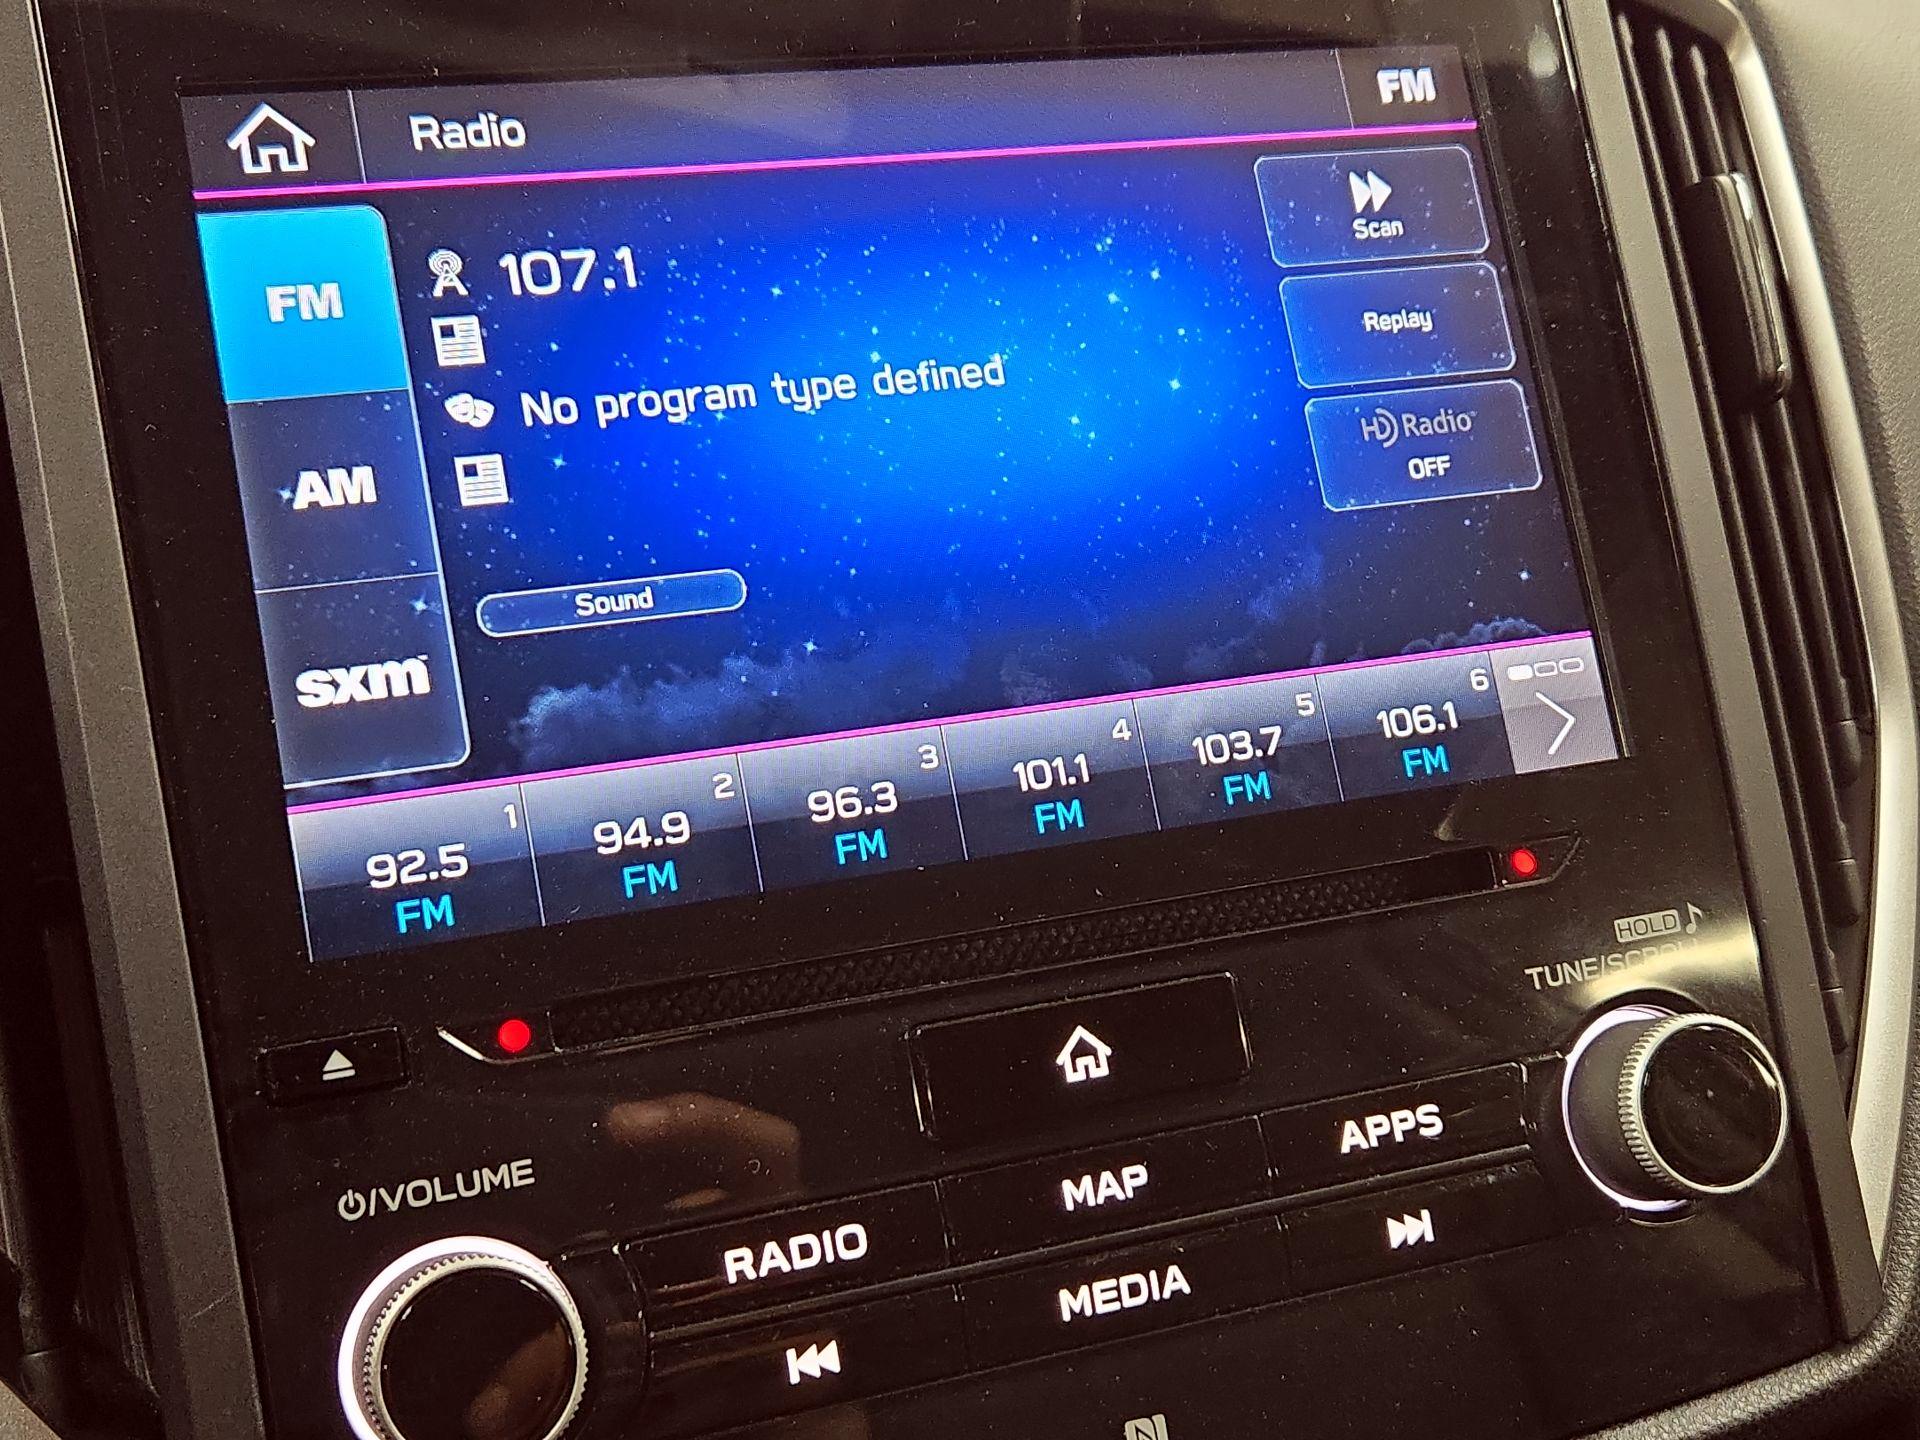 Radio
FM
FM
AM
sxm
107.1
No program type defined
Sound
Scan
Replay
HD Radio
OFF
1
92.5
FM
2
94.9
FM
3
96.3
FM
4
101.1
FM
5
103.7
FM
6
106.1
FM
HOLD
TUNE/SCROLL
/VOLUME
RADIO
MAP
APPS
MEDIA